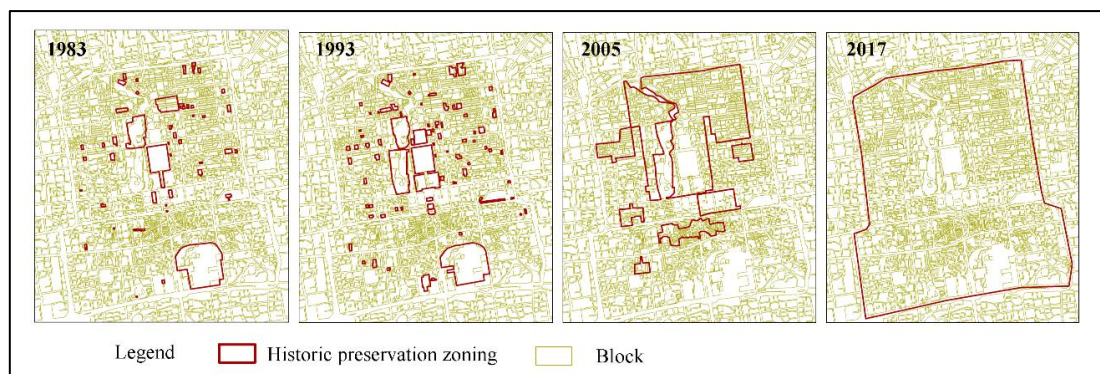 1983
1993
2005
2017
Legend
Historic preservation zoning
Block